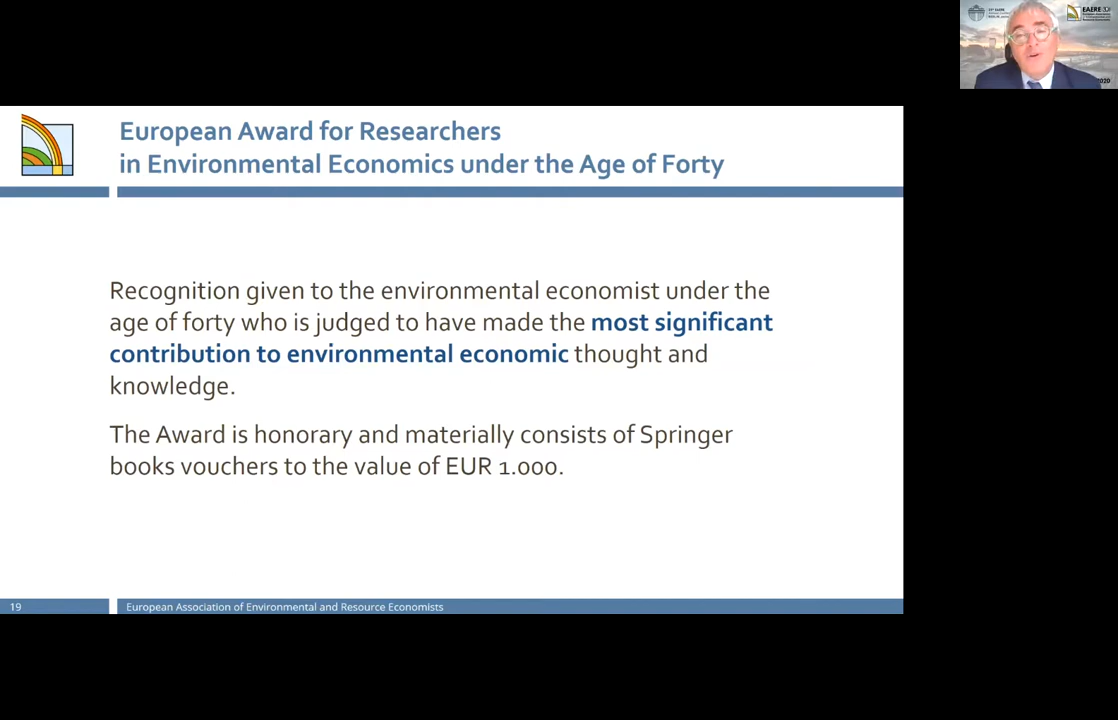 EAERE
2020
European Award for Researchers
in Environmental Economics under the Age of Forty
Recognition given to the environmental economist under the
age of forty who is judged to have made the most significant
contribution to environmental economic thought and
knowledge.
The Award is honorary and materially consists of Springer
books vouchers to the value of EUR 1.000.
19
European Association of Environmental and Resource Economists